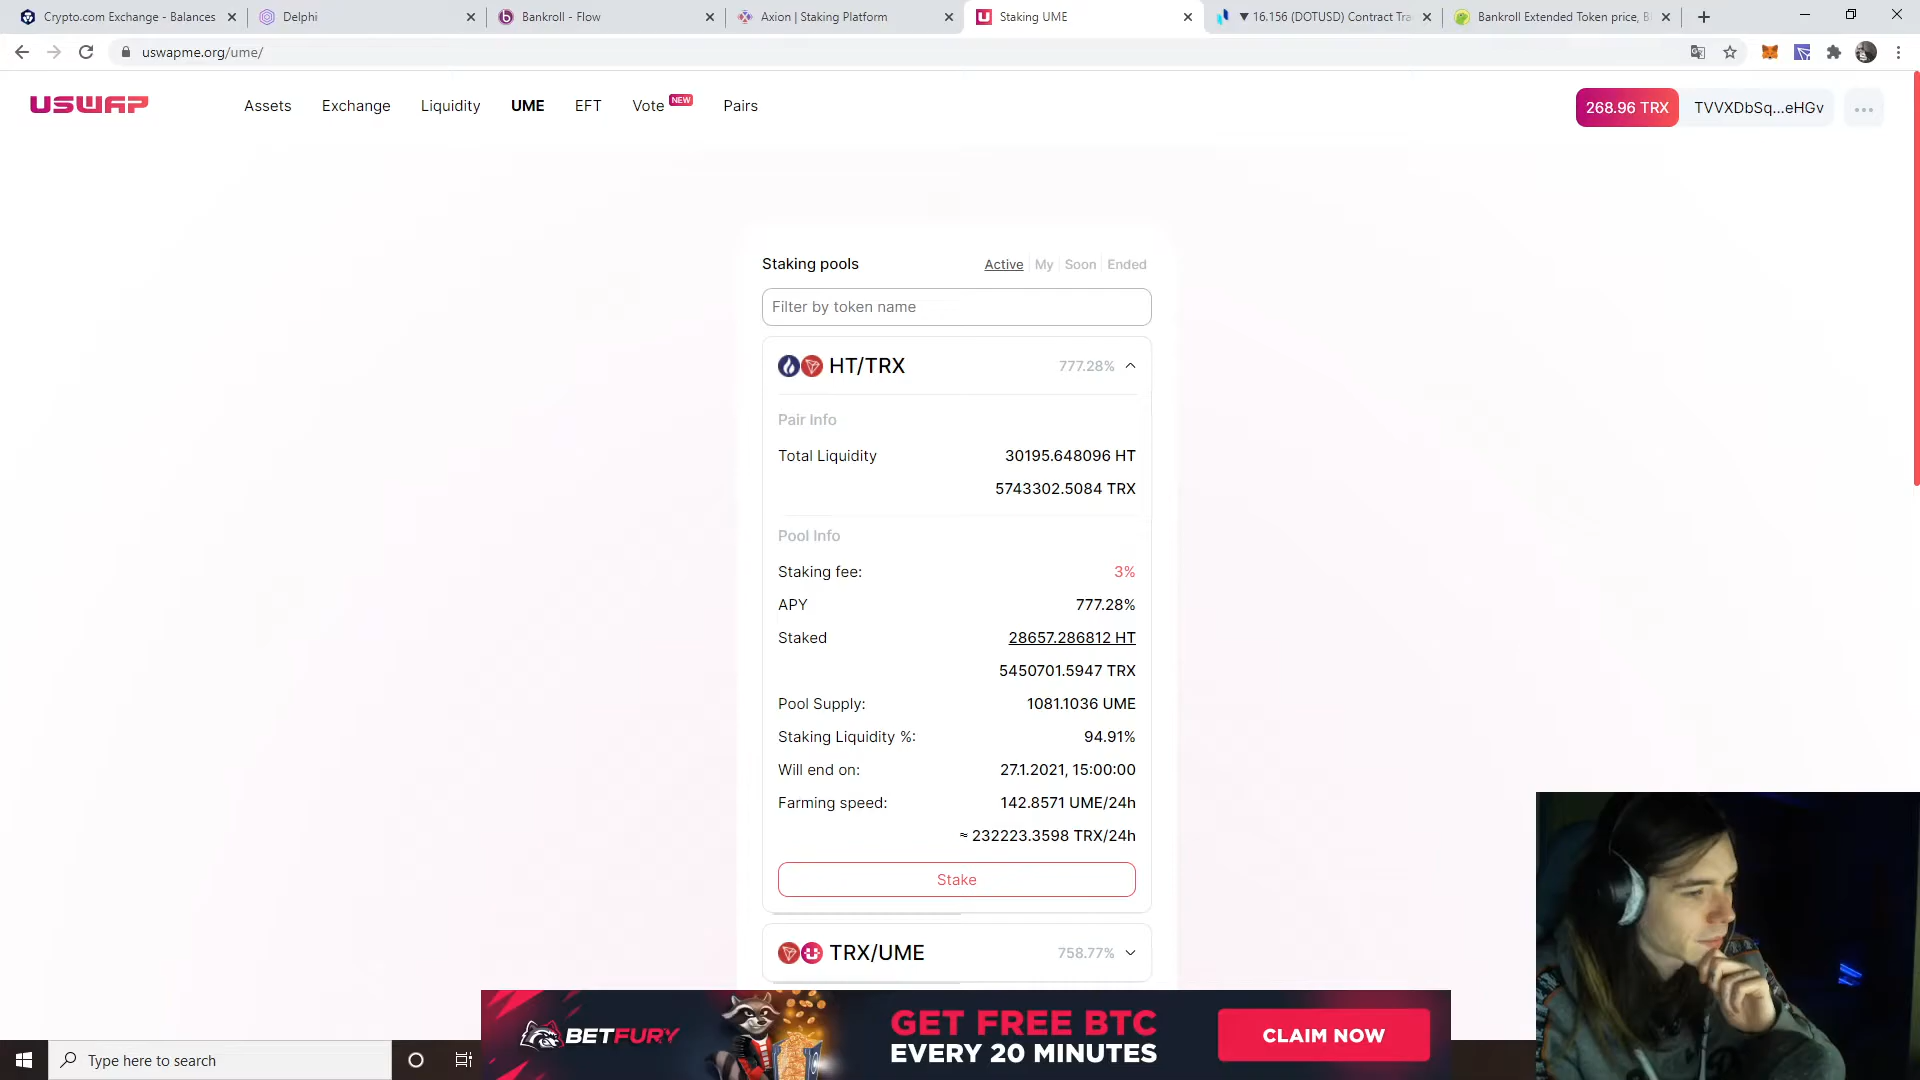 Crypto.com Exchange - Balances
Delphi
Bankroll - Flow
Axion | Staking Platform
Staking UME
▼ 16.156 (DOTUSD) Contract Tra
Bankroll Extended Token price, B
uswapme.org/ume/
USWAP
Assets
Exchange
Liquidity
UME
EFT
Vote NEW
Pairs
268.96 TRX
TVVXDbSq...eHGv
Staking pools
Active
My
Soon
Ended
Filter by token name
HT/TRX
777.28%
Pair Info
Total Liquidity
30195.648096 HT
5743302.5084 TRX
Pool Info
Staking fee:
3%
APY
777.28%
Staked
28657.286812 HT
5450701.5947 TRX
Pool Supply:
1081.1036 UME
Staking Liquidity %:
94.91%
Will end on:
27.1.2021, 15:00:00
Farming speed:
142.8571 UME/24h
≈ 232223.3598 TRX/24h
Stake
TRX/UME
758.77%
BETFURY
GET FREE BTC
EVERY 20 MINUTES
CLAIM NOW
Type here to search